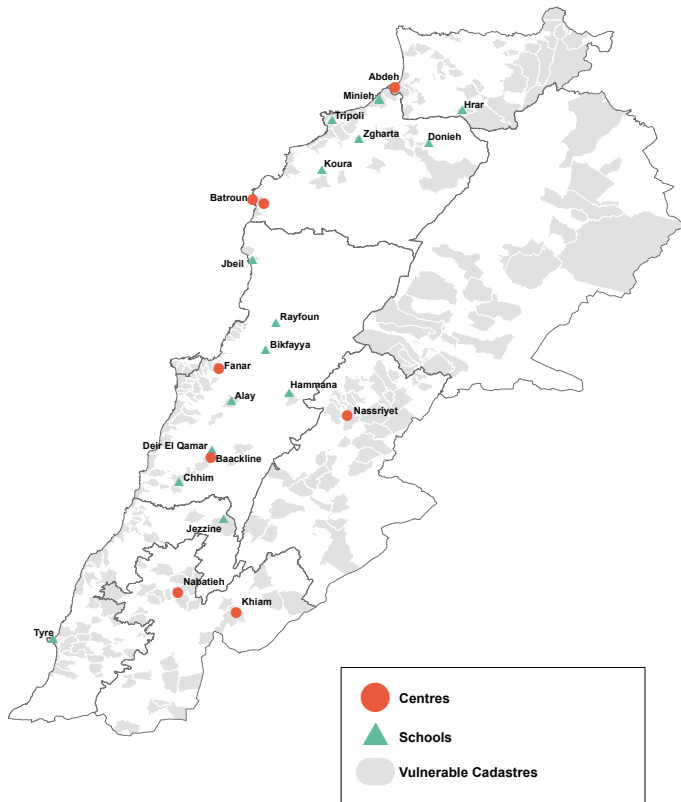 Abdeh
Minieh
Hrar
Tripoli
Zgharta
Donieh
Koura
Batroun
Jbeil
Rayfoun
Bikfayya
Fanar
Hammana
Alay
Nassriyet
Deir El Qamar
Baackline
Chhim
Jezzine
Nabatieh
Khiam
Tyre
Centres
Schools
Vulnerable Cadastres